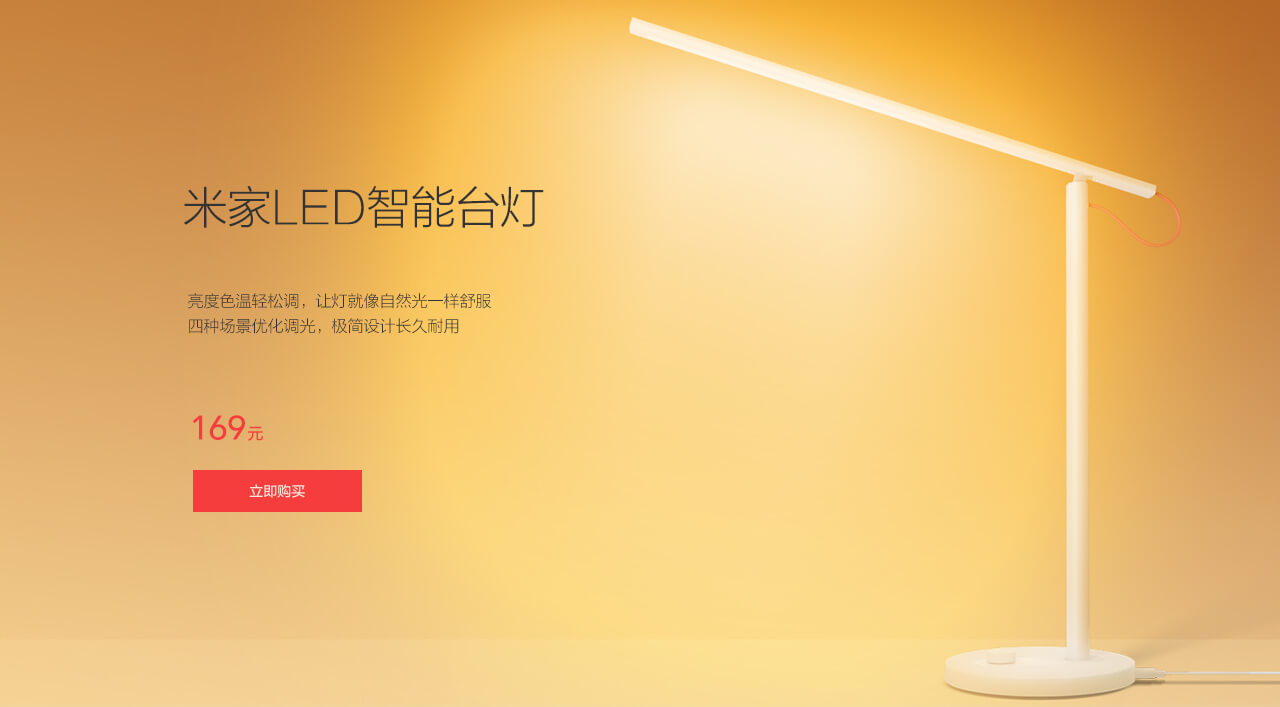 米家LED智能台灯
亮度色温轻松调，让灯就像自然光一样舒服
四种场景优化调光，极简设计长久耐用
169元
立即购买